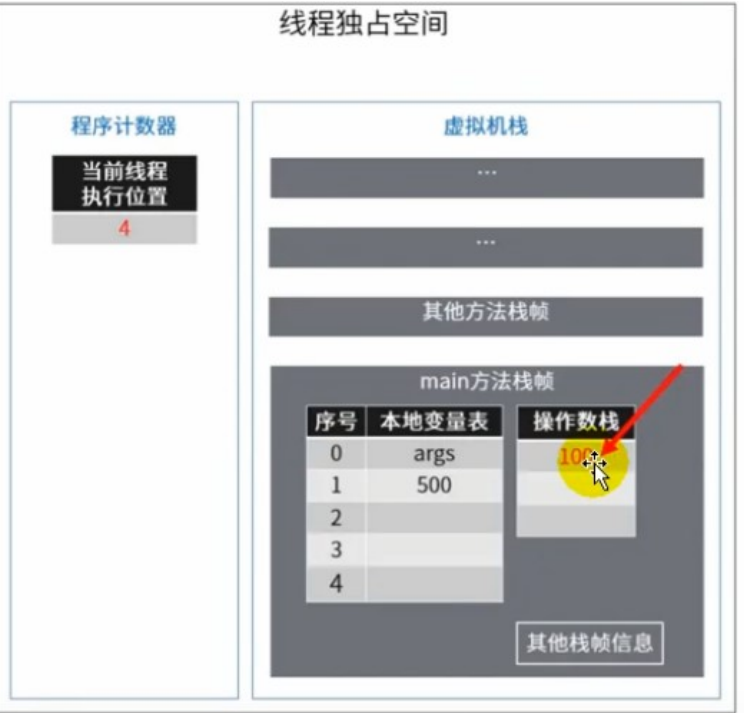 线程独占空间
程序计数器
当前线程
执行位置
4
虚拟机栈
...
...
其他方法栈帧
main方法栈帧
序号 本地变量表 操作数栈
0 args 100
1 500
2
3
4
其他栈帧信息